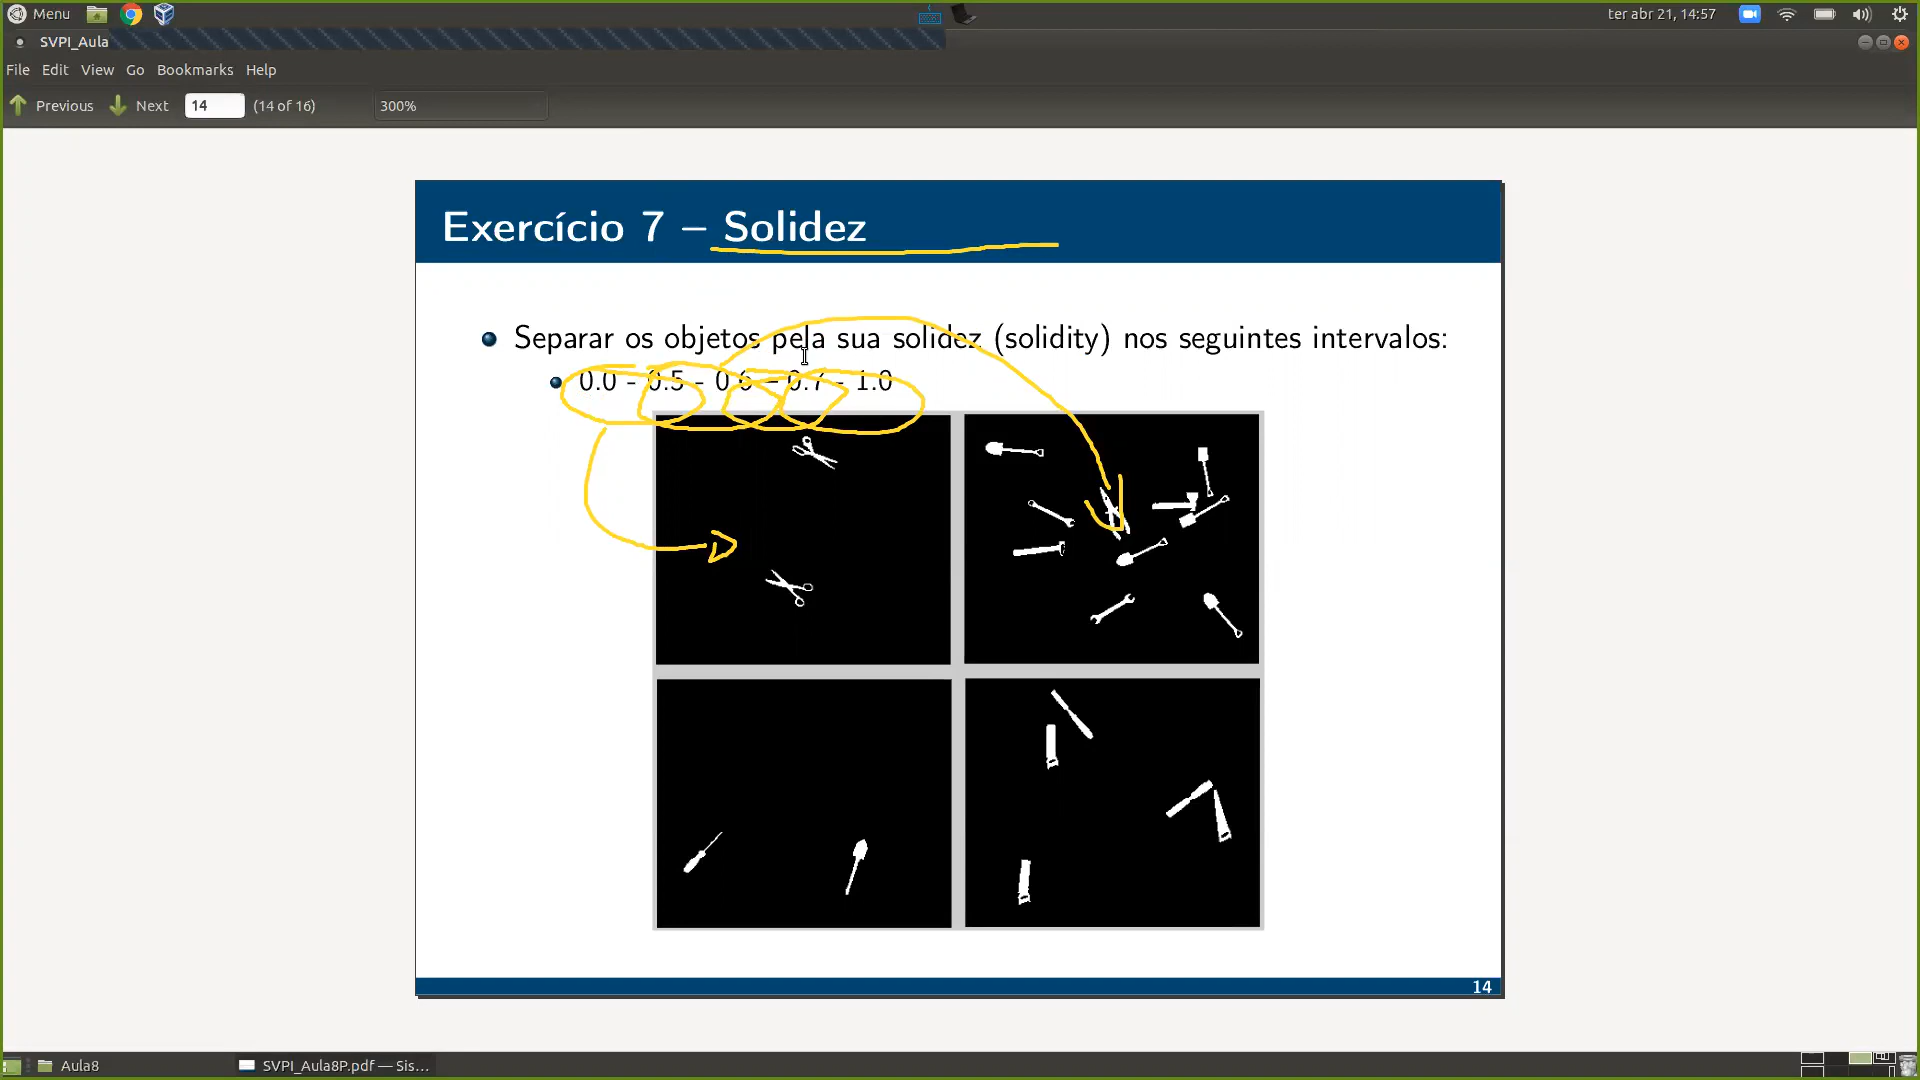 Menu
ter abr 21, 14:57
SVPI_Aula
File Edit View Go Bookmarks Help
Previous Next 14 (14 of 16) 300%
Exercício 7 – Solidez
Separar os objetos pela sua solidez (solidity) nos seguintes intervalos:
0.0 - 0.5 - 0.6 – 0.7 - 1.0
14
Aula8 SVPI_Aula8P.pdf — Sis...